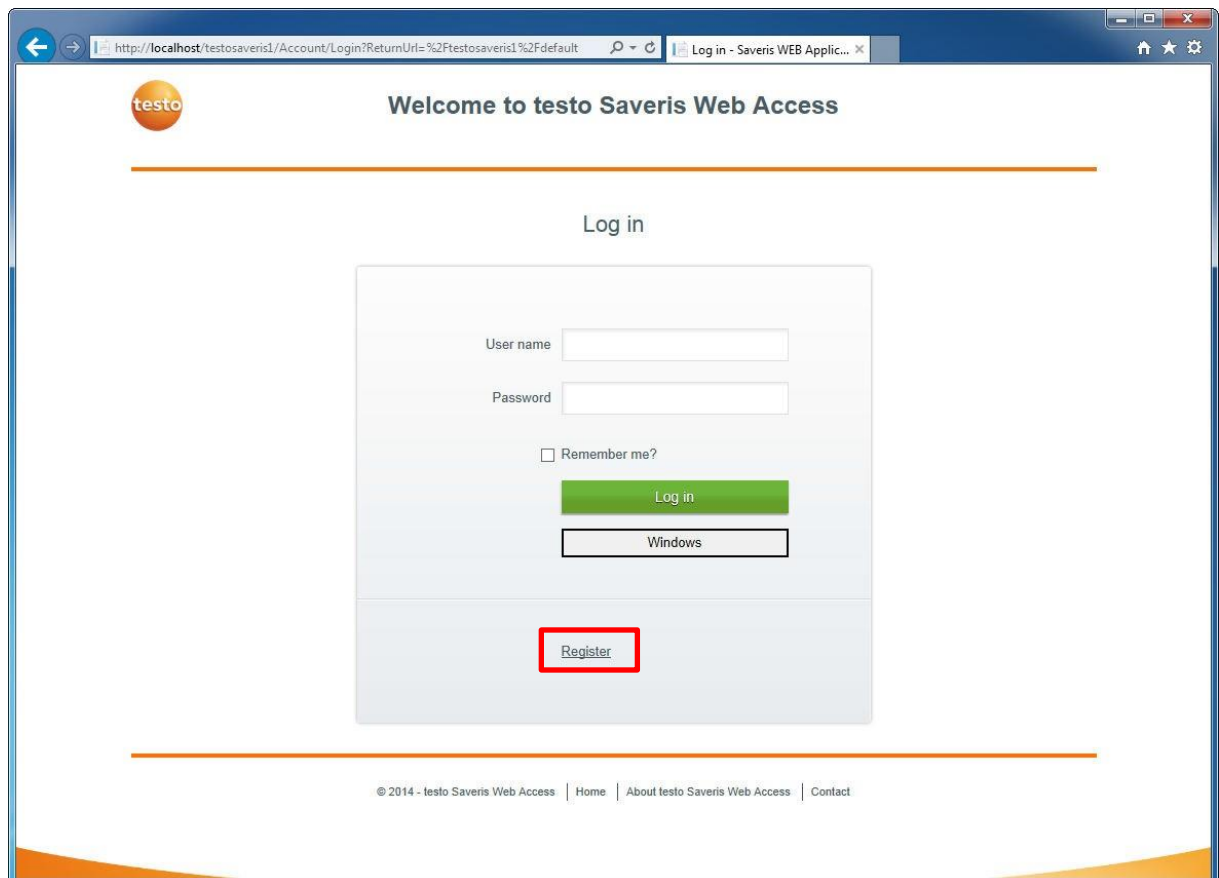 http://localhost/testosaveris1/Account/Login?ReturnUrl=%2Ftestosaveris1%2Fdefault
Log in - Saveris WEB Applic...
testo
Welcome to testo Saveris Web Access
Log in
User name
Password
Remember me?
Log in
Windows
Register
© 2014 - testo Saveris Web Access | Home | About testo Saveris Web Access | Contact